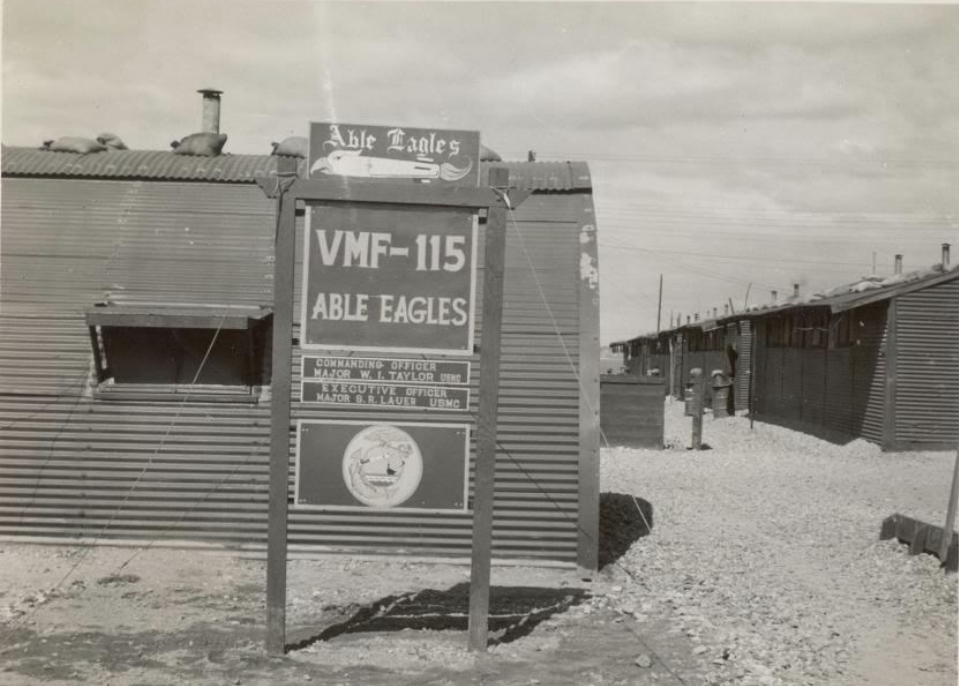 Able Eagles
VMF-115
ABLE EAGLES
COMMANDING OFFICER
MAJOR W. I. TAYLOR USMC
EXECUTIVE OFFICER
MAJOR S. R. LAUER USMC